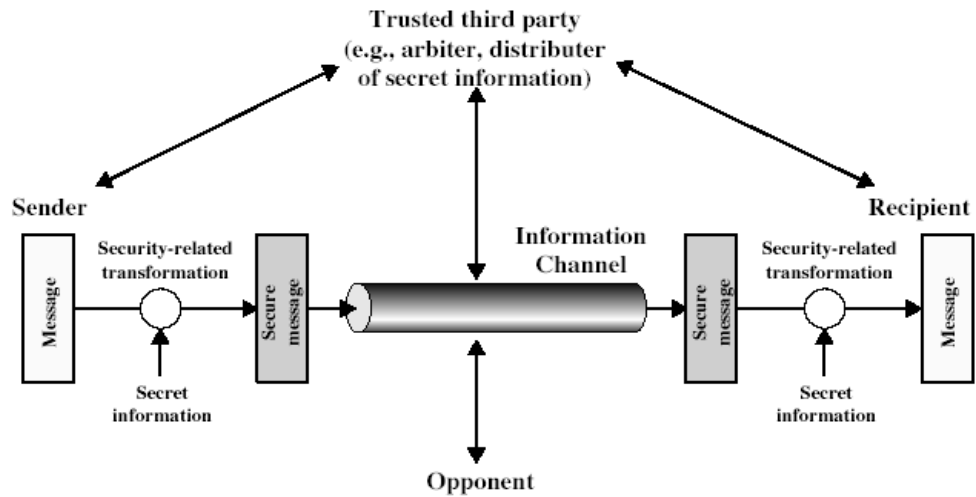 Trusted third party
(e.g., arbiter, distributer
of secret information)
Sender
Recipient
Message
Security-related
transformation
Secret
information
Secure
message
Information
Channel
Secure
message
Security-related
transformation
Secret
information
Message
Opponent